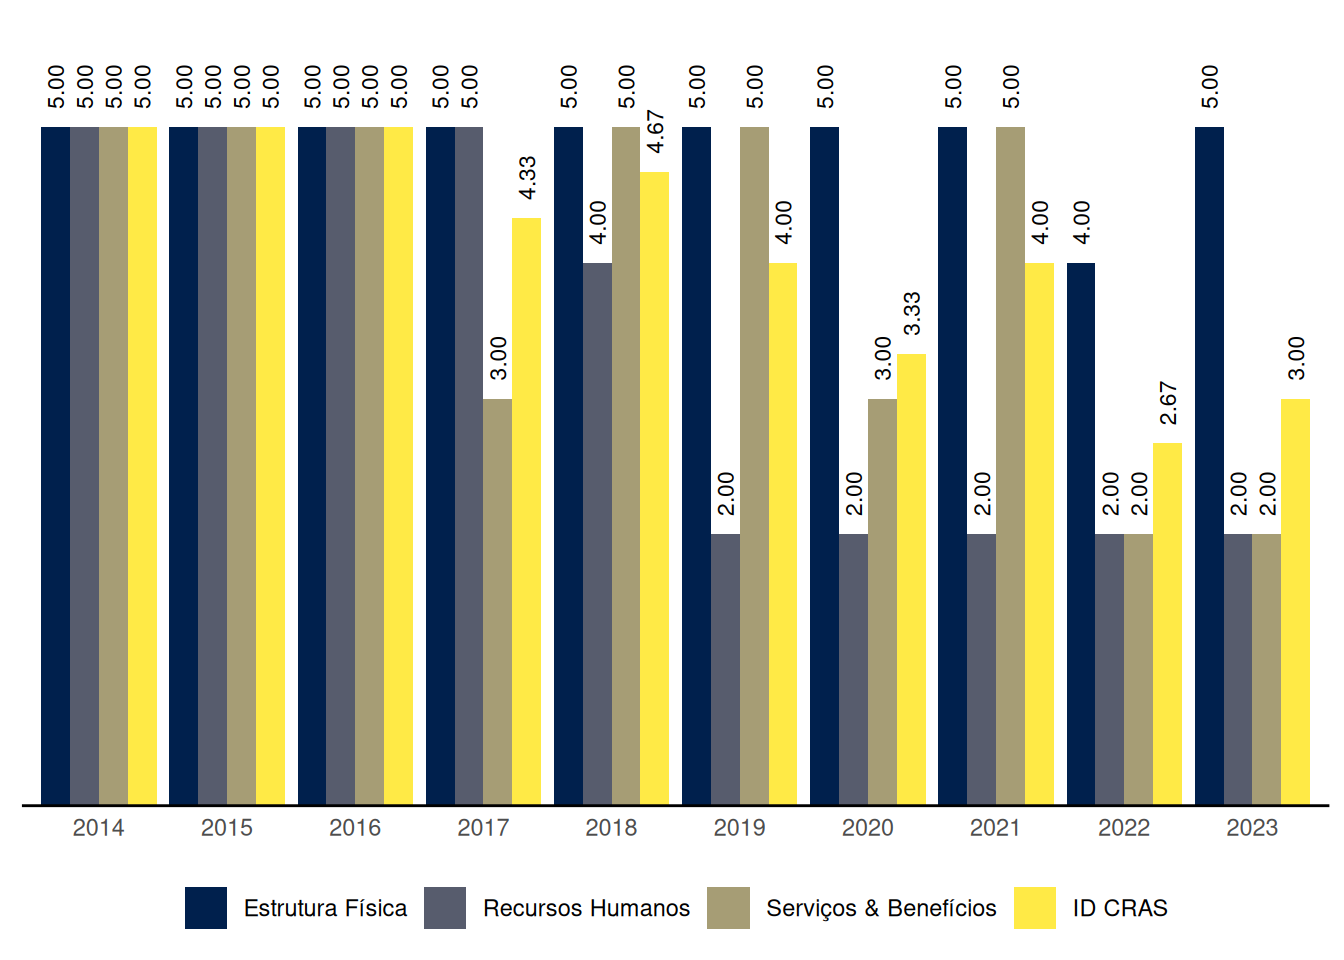 5.00 5.00 5.00 5.00 5.00 5.00 5.00 5.00 5.00 5.00 5.00 5.00 5.00 5.00 3.00 4.33 5.00 4.00 5.00 4.67 5.00 2.00 5.00 4.00 5.00 2.00 3.00 3.33 5.00 2.00 5.00 4.00 4.00 2.00 2.00 2.67 5.00 2.00 2.00 3.00
2014 2015 2016 2017 2018 2019 2020 2021 2022 2023
Estrutura Física Recursos Humanos Serviços & Benefícios ID CRAS